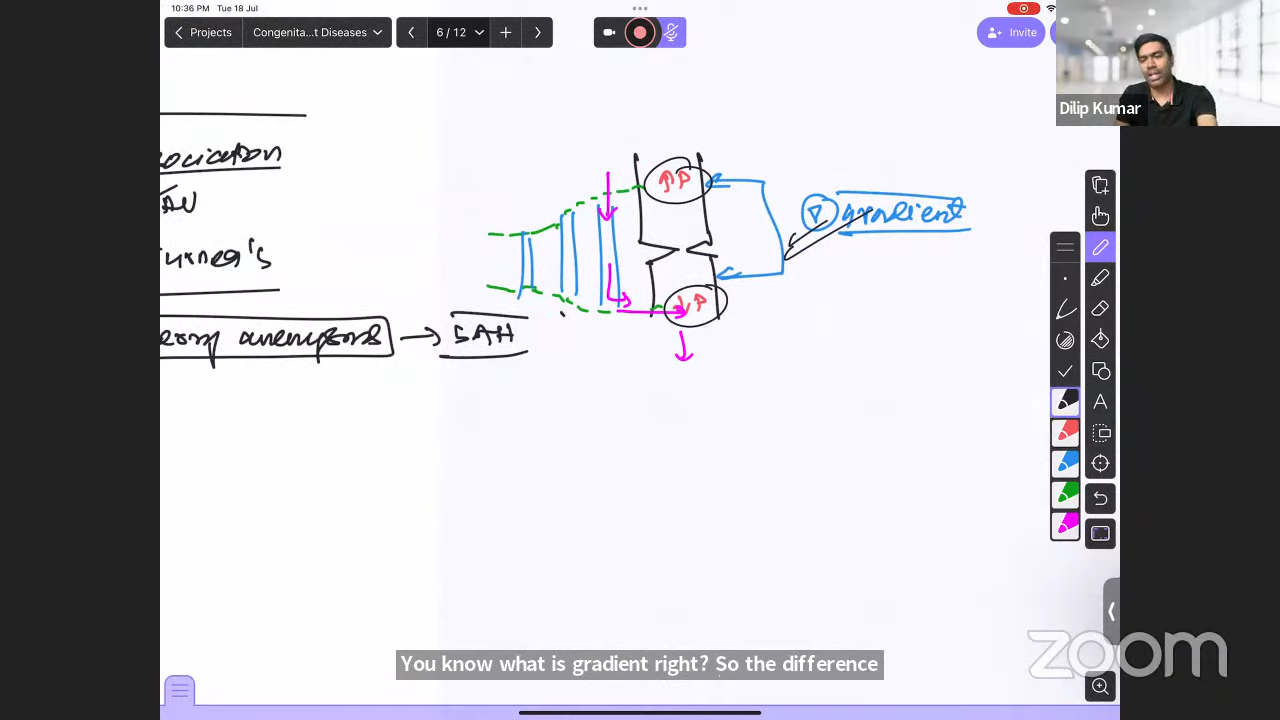 10:36 PM Tue 18 Jul
Projects
Congenita...t Diseases
6 / 12
Invite
Dilip Kumar
ociation
↑P
∇ gradient
↓P
→ SAH
A
You know what is gradient right? So the difference
zoom